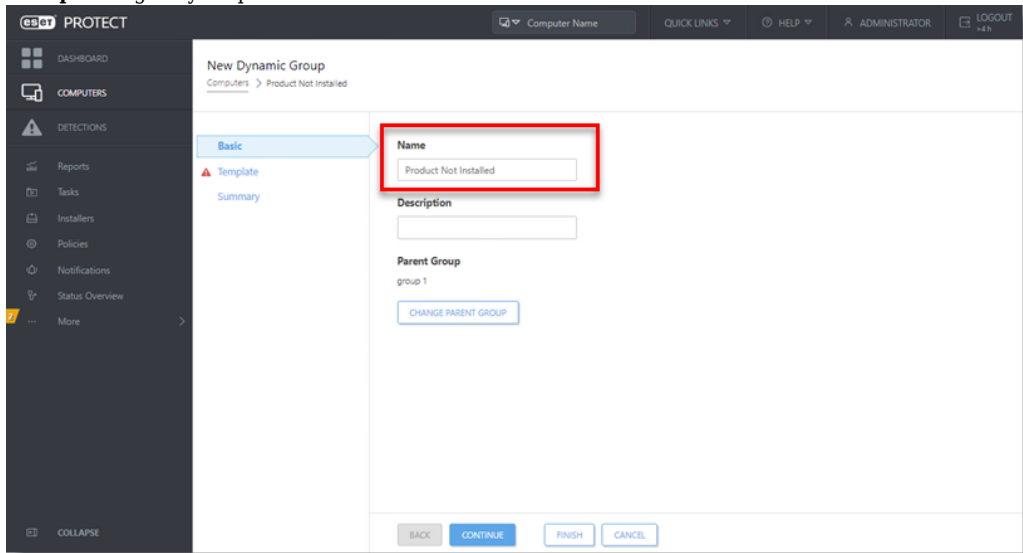 eset PROTECT
Computer Name
QUICK LINKS
HELP
ADMINISTRATOR
LOGOUT
>4 h
DASHBOARD
COMPUTERS
DETECTIONS
Reports
Tasks
Installers
Policies
Notifications
Status Overview
More
COLLAPSE
New Dynamic Group
Computers > Product Not Installed
Basic
Template
Summary
Name
Product Not Installed
Description
Parent Group
group 1
CHANGE PARENT GROUP
BACK
CONTINUE
FINISH
CANCEL